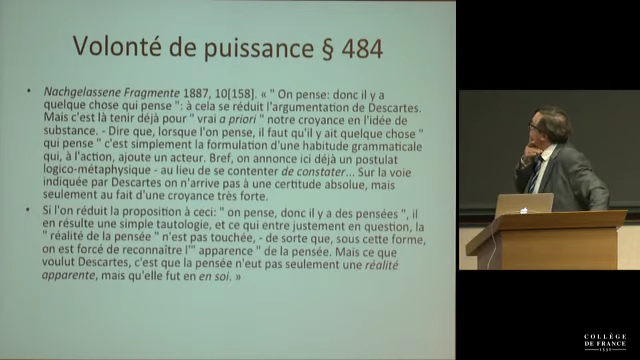 Volonté de puissance § 484
• Nachgelassene Fragmente 1887, 10[158]. « " On pense: donc il y a
quelque chose qui pense ": à cela se réduit l'argumentation de Descartes.
Mais c'est là tenir déjà pour " vrai a priori " notre croyance en l'idée de
substance. - Dire que, lorsque l'on pense, il faut qu'il y ait quelque chose "
qui pense " c'est simplement la formulation d'une habitude grammaticale
qui, à l'action, ajoute un acteur. Bref, on annonce ici déjà un postulat
logico-métaphysique - au lieu de se contenter de constater... Sur la voie
indiquée par Descartes on n'arrive pas à une certitude absolue, mais
seulement au fait d'une croyance très forte.
• Si l'on réduit la proposition à ceci: " on pense, donc il y a des pensées ", il
en résulte une simple tautologie, et ce qui entre justement en question, la
" réalité de la pensée " n'est pas touchée, - de sorte que, sous cette forme,
on est forcé de reconnaître l'" apparence " de la pensée. Mais ce que
voulut Descartes, c'est que la pensée n'eut pas seulement une réalité
apparente, mais qu'elle fut en en soi. »
COLLÈGE
DE FRANCE
1530